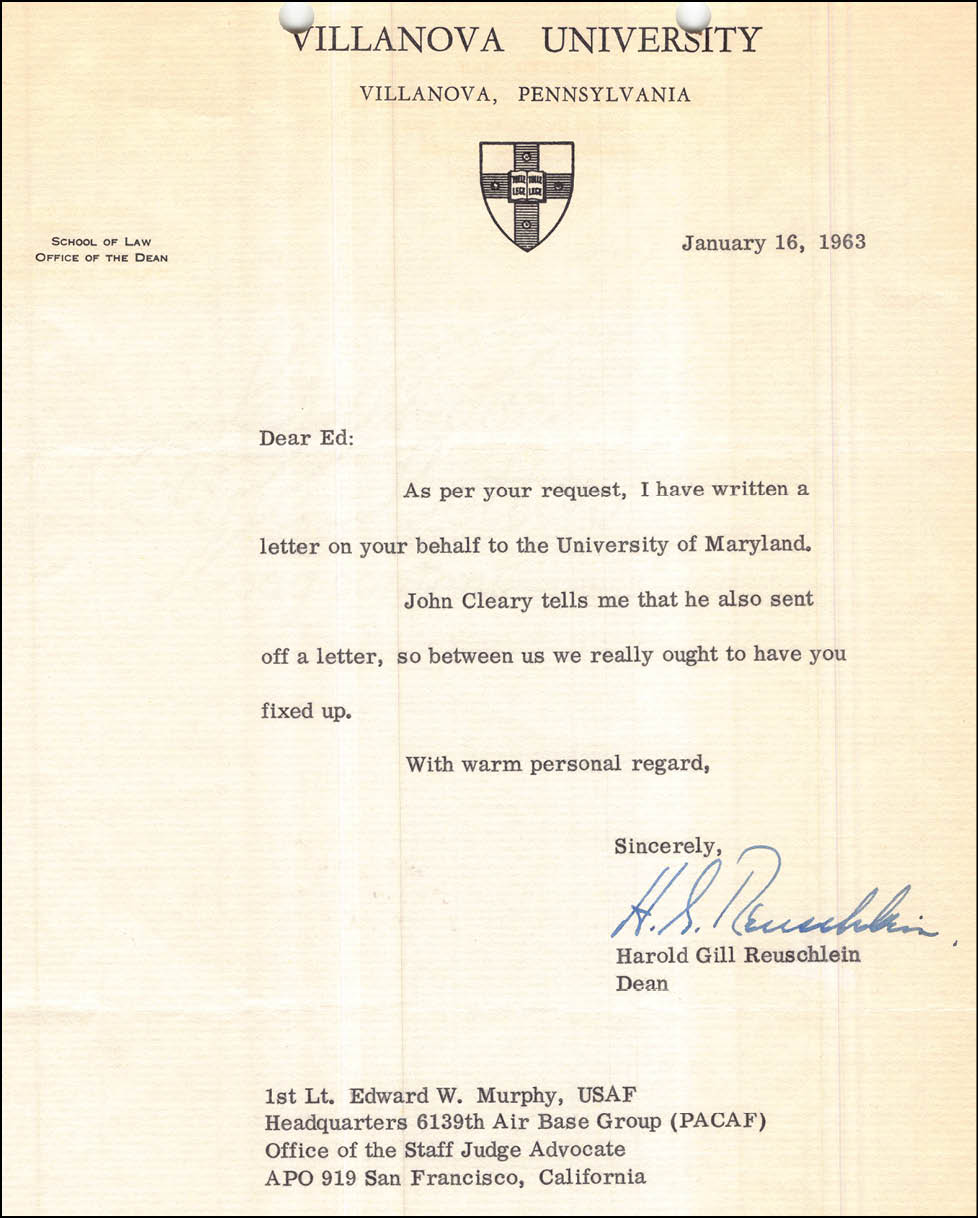 VILLANOVA UNIVERSITY
VILLANOVA, PENNSYLVANIA
TOLLE TOLLE
LEGE LEGE
SCHOOL OF LAW
OFFICE OF THE DEAN
January 16, 1963
Dear Ed:
As per your request, I have written a
letter on your behalf to the University of Maryland.
John Cleary tells me that he also sent
off a letter, so between us we really ought to have you
fixed up.
With warm personal regard,
Sincerely,
H. G. Reuschlein
Harold Gill Reuschlein
Dean
1st Lt. Edward W. Murphy, USAF
Headquarters 6139th Air Base Group (PACAF)
Office of the Staff Judge Advocate
APO 919 San Francisco, California